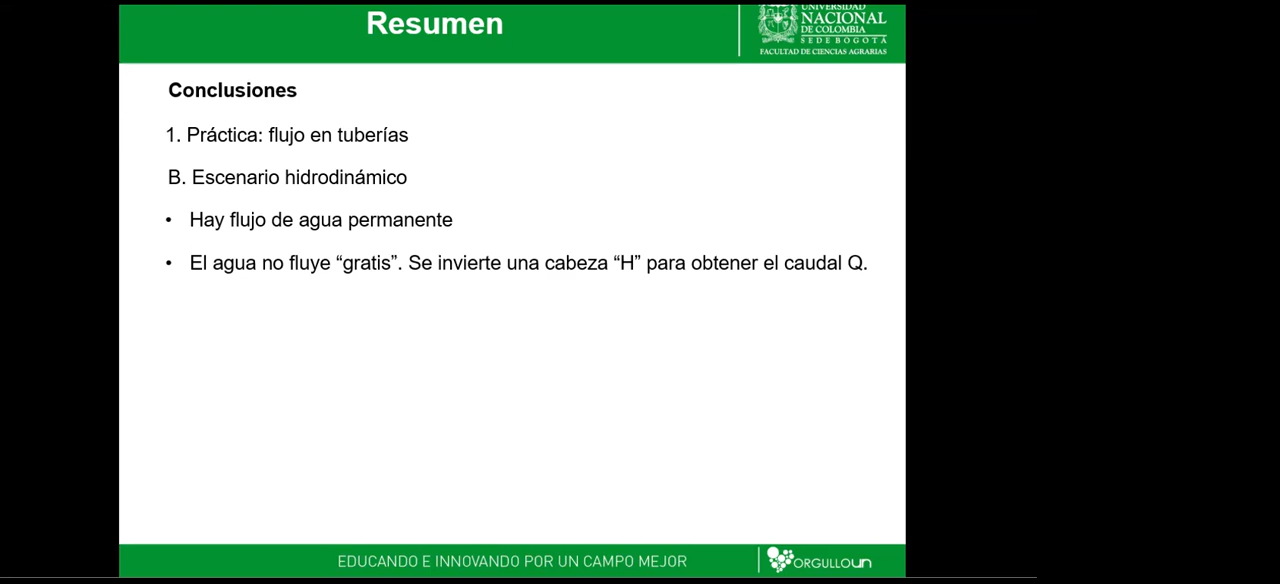 Resumen
UNIVERSIDAD
NACIONAL
DE COLOMBIA
SEDE BOGOTÁ
FACULTAD DE CIENCIAS AGRARIAS
Conclusiones
1. Práctica: flujo en tuberías
B. Escenario hidrodinámico
• Hay flujo de agua permanente
• El agua no fluye “gratis”. Se invierte una cabeza “H” para obtener el caudal Q.
EDUCANDO E INNOVANDO POR UN CAMPO MEJOR
ORGULLOUN